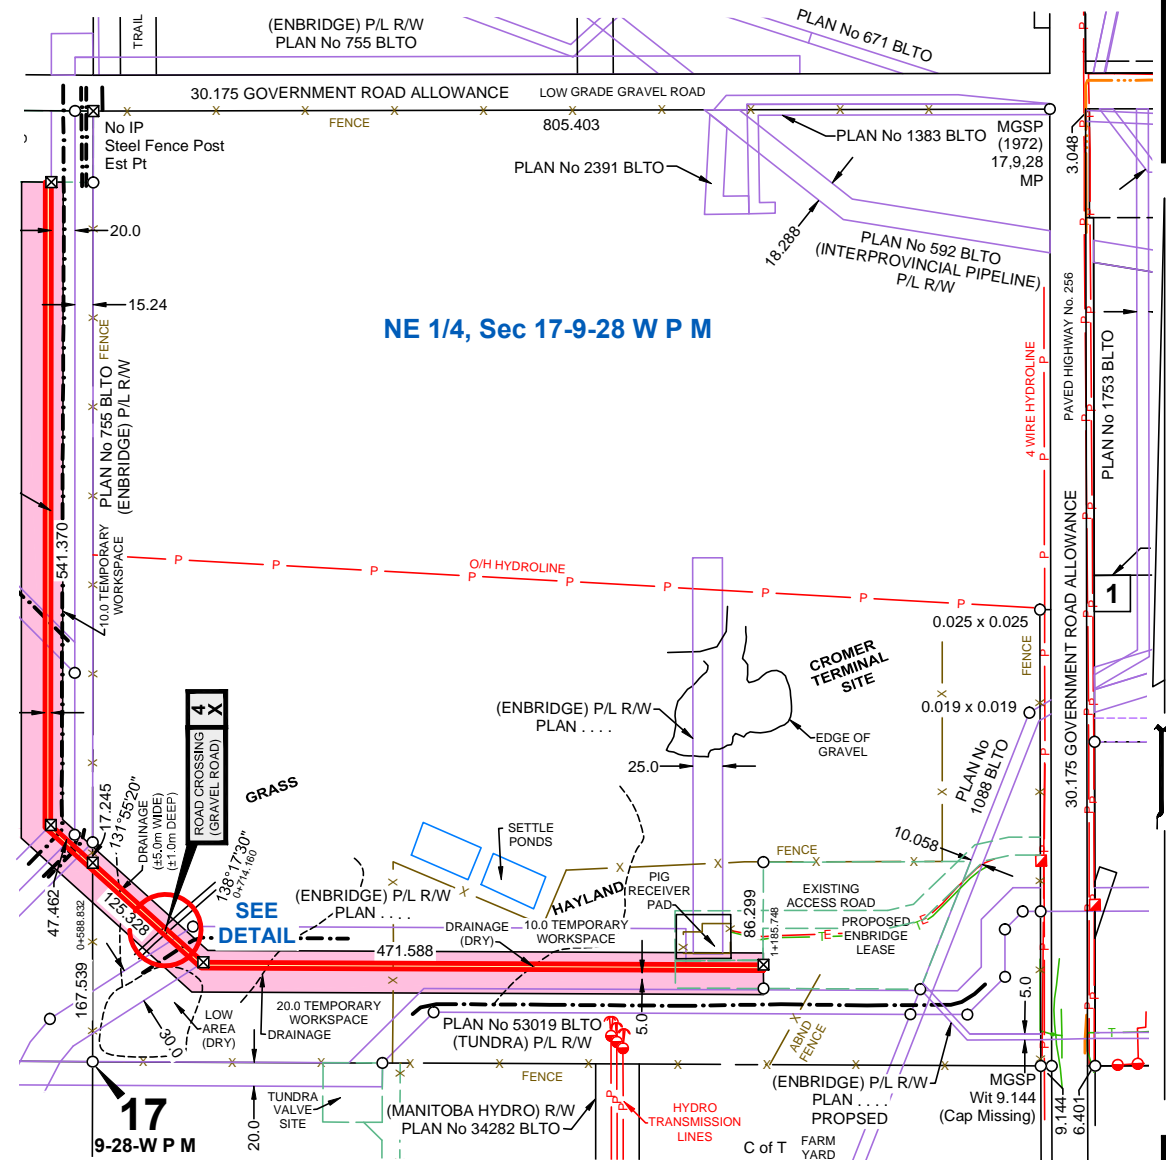 TRAIL
(ENBRIDGE) P/L R/W
PLAN No 755 BLTO
PLAN No 671 BLTO
30.175 GOVERNMENT ROAD ALLOWANCE
LOW GRADE GRAVEL ROAD
FENCE
805.403
No IP
Steel Fence Post
Est Pt
PLAN No 2391 BLTO
PLAN No 1383 BLTO
MGSP
(1972)
17,9,28
MP
3.048
20.0
15.24
18.288
PLAN No 592 BLTO
(INTERPROVINCIAL PIPELINE)
P/L R/W
NE 1/4, Sec 17-9-28 W P M
PLAN No 755 BLTO
(ENBRIDGE) P/L R/W
FENCE
4 WIRE HYDROLINE
PAVED HIGHWAY No. 256
PLAN No 1753 BLTO
30.175 GOVERNMENT ROAD ALLOWANCE
541.370
10.0 TEMPORARY
WORKSPACE
O/H HYDROLINE
1
0.025 x 0.025
FENCE
0.019 x 0.019
CROMER
TERMINAL
SITE
(ENBRIDGE) P/L R/W
PLAN . . . .
EDGE OF
GRAVEL
25.0
PLAN No
1088 BLTO
4
X
ROAD CROSSING
(GRAVEL ROAD)
GRASS
17.245
131°55'20"
DRAINAGE
(±5.0m WIDE)
(±1.0m DEEP)
138°17'30"
0+714.160
SETTLE
PONDS
10.058
FENCE
47.462
125.328
0+588.832
SEE
DETAIL
(ENBRIDGE) P/L R/W
PLAN . . . .
HAYLAND
PIG
RECEIVER
PAD
EXISTING
ACCESS ROAD
86.299
1+185.748
DRAINAGE
(DRY)
10.0 TEMPORARY
WORKSPACE
PROPOSED
ENBRIDGE
LEASE
471.588
167.539
30.0
LOW
AREA
(DRY)
20.0 TEMPORARY
WORKSPACE
DRAINAGE
5.0
5.0
PLAN No 53019 BLTO
(TUNDRA) P/L R/W
ABND
FENCE
FENCE
(ENBRIDGE) P/L R/W
PLAN . . . .
PROPSED
MGSP
Wit 9.144
(Cap Missing)
9.144
6.401
17
9-28-W P M
20.0
TUNDRA
VALVE
SITE
(MANITOBA HYDRO) R/W
PLAN No 34282 BLTO
HYDRO
TRANSMISSION
LINES
C of T
FARM
YARD